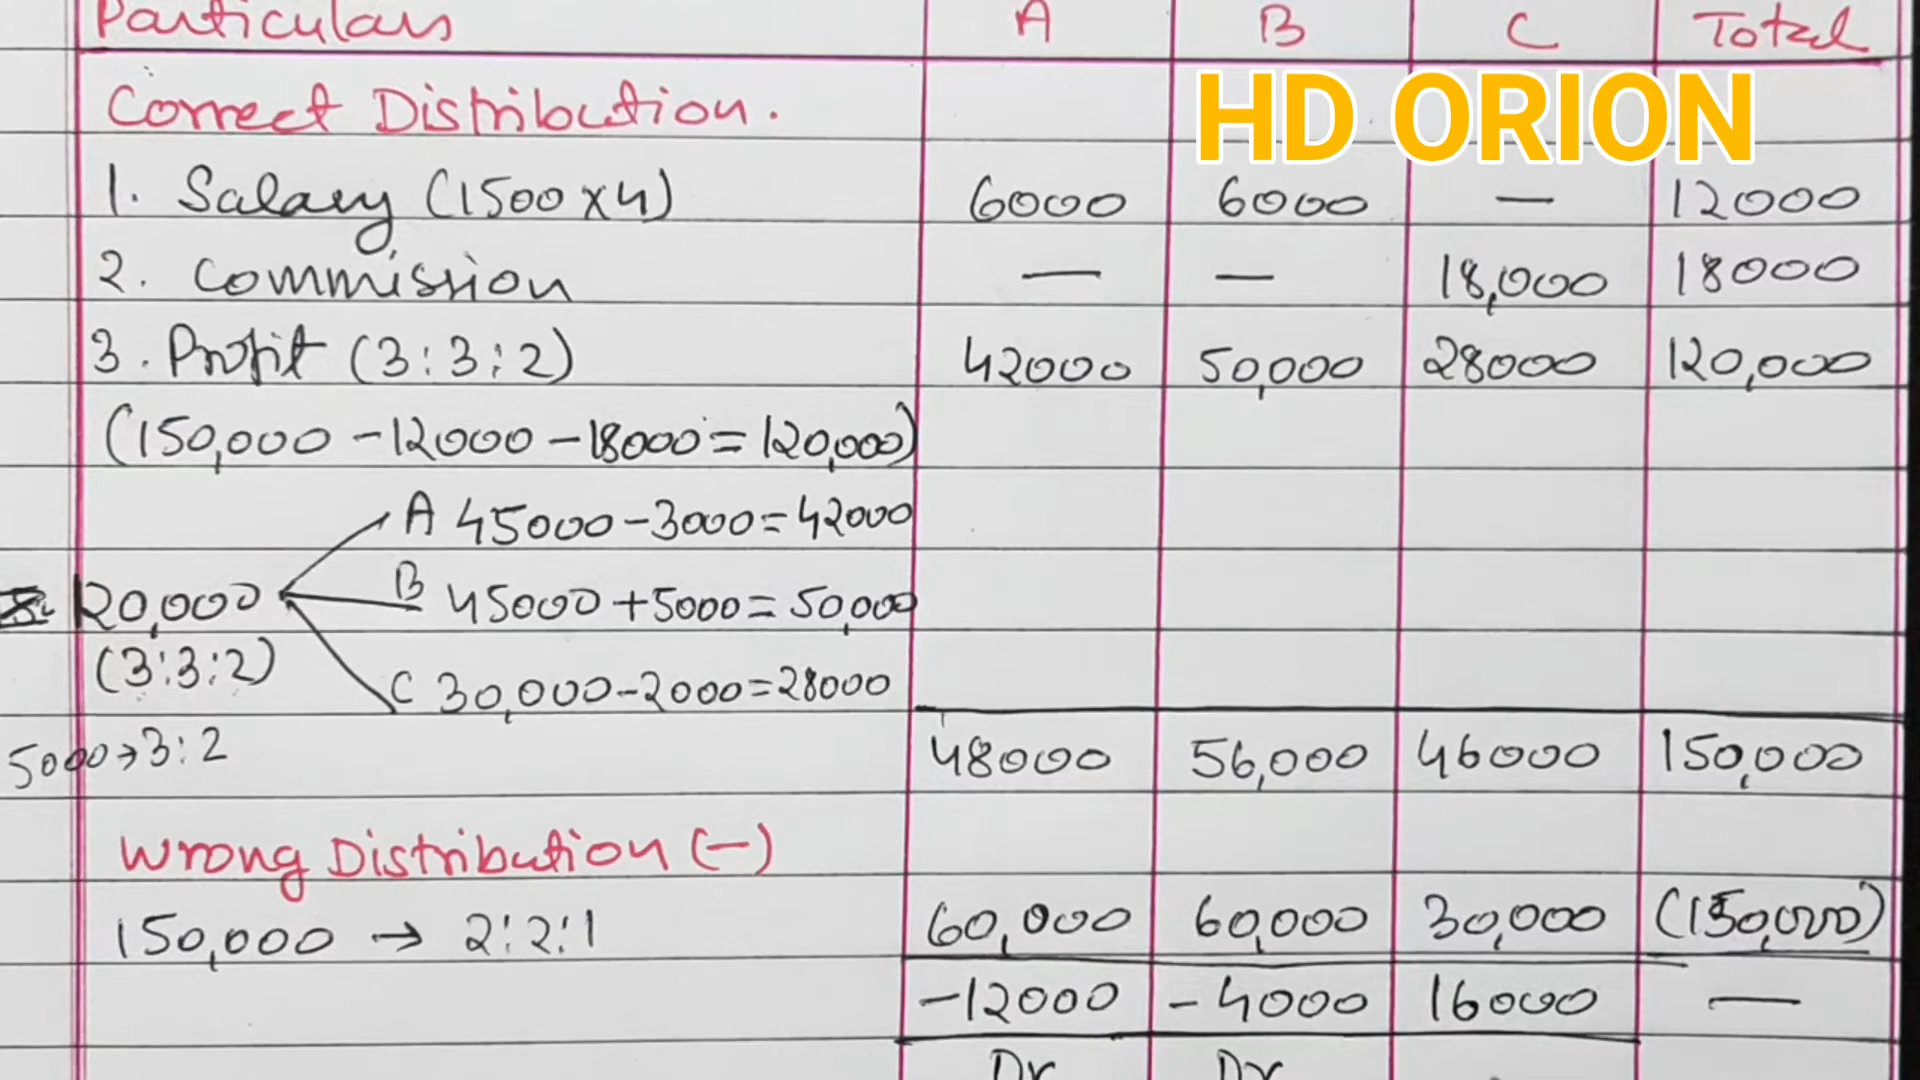 Particulars A B C Total
HD ORION
Correct Distribution.
1. Salary (1500 x 4) 6000 6000 — 12000
2. Commission — — 18,000 18000
3. Profit (3:3:2) 42000 50,000 28000 120,000
(150,000 - 12000 - 18000 = 120,000)
A 45000 - 3000 = 42000
120,000 B 45000 + 5000 = 50,000
(3:3:2)
C 30,000 - 2000 = 28000
5000 → 3:2 48000 56,000 46000 150,000
Wrong Distribution (-)
150,000 → 2:2:1 60,000 60,000 30,000 (150,000)
-12000 -4000 16000 —
Dr Dr